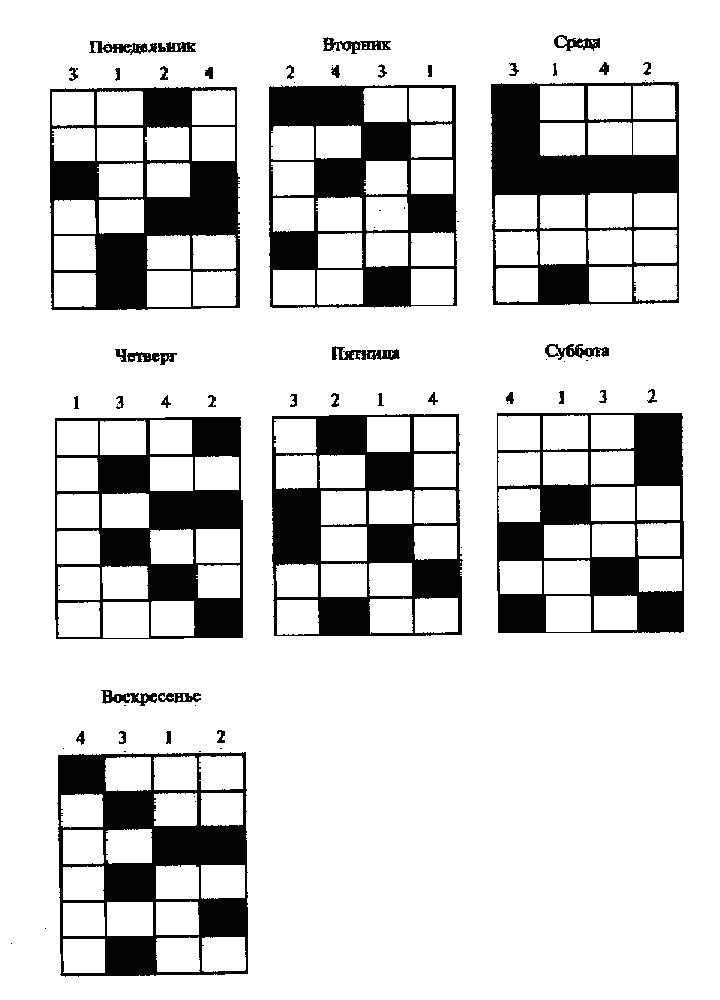 Понедельник Вторник Среда
3 1 2 4 2 4 3 1 3 1 4 2
Четверг Пятница Суббота
1 3 4 2 3 2 1 4 4 1 3 2
Воскресенье
4 3 1 2